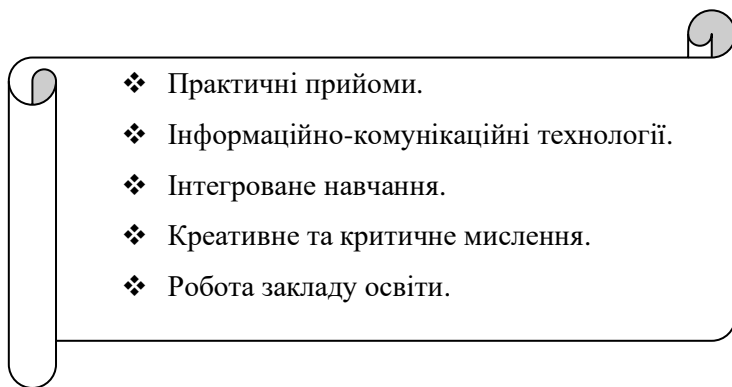 ❖ Практичні прийоми.
❖ Інформаційно-комунікаційні технології.
❖ Інтегроване навчання.
❖ Креативне та критичне мислення.
❖ Робота закладу освіти.